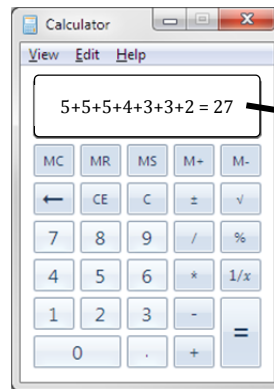 Calculator
View Edit Help
5+5+5+4+3+3+2 = 27
MC MR MS M+ M-
← CE C ± √
7 8 9 / %
4 5 6 * 1/x
1 2 3 - =
0 . +